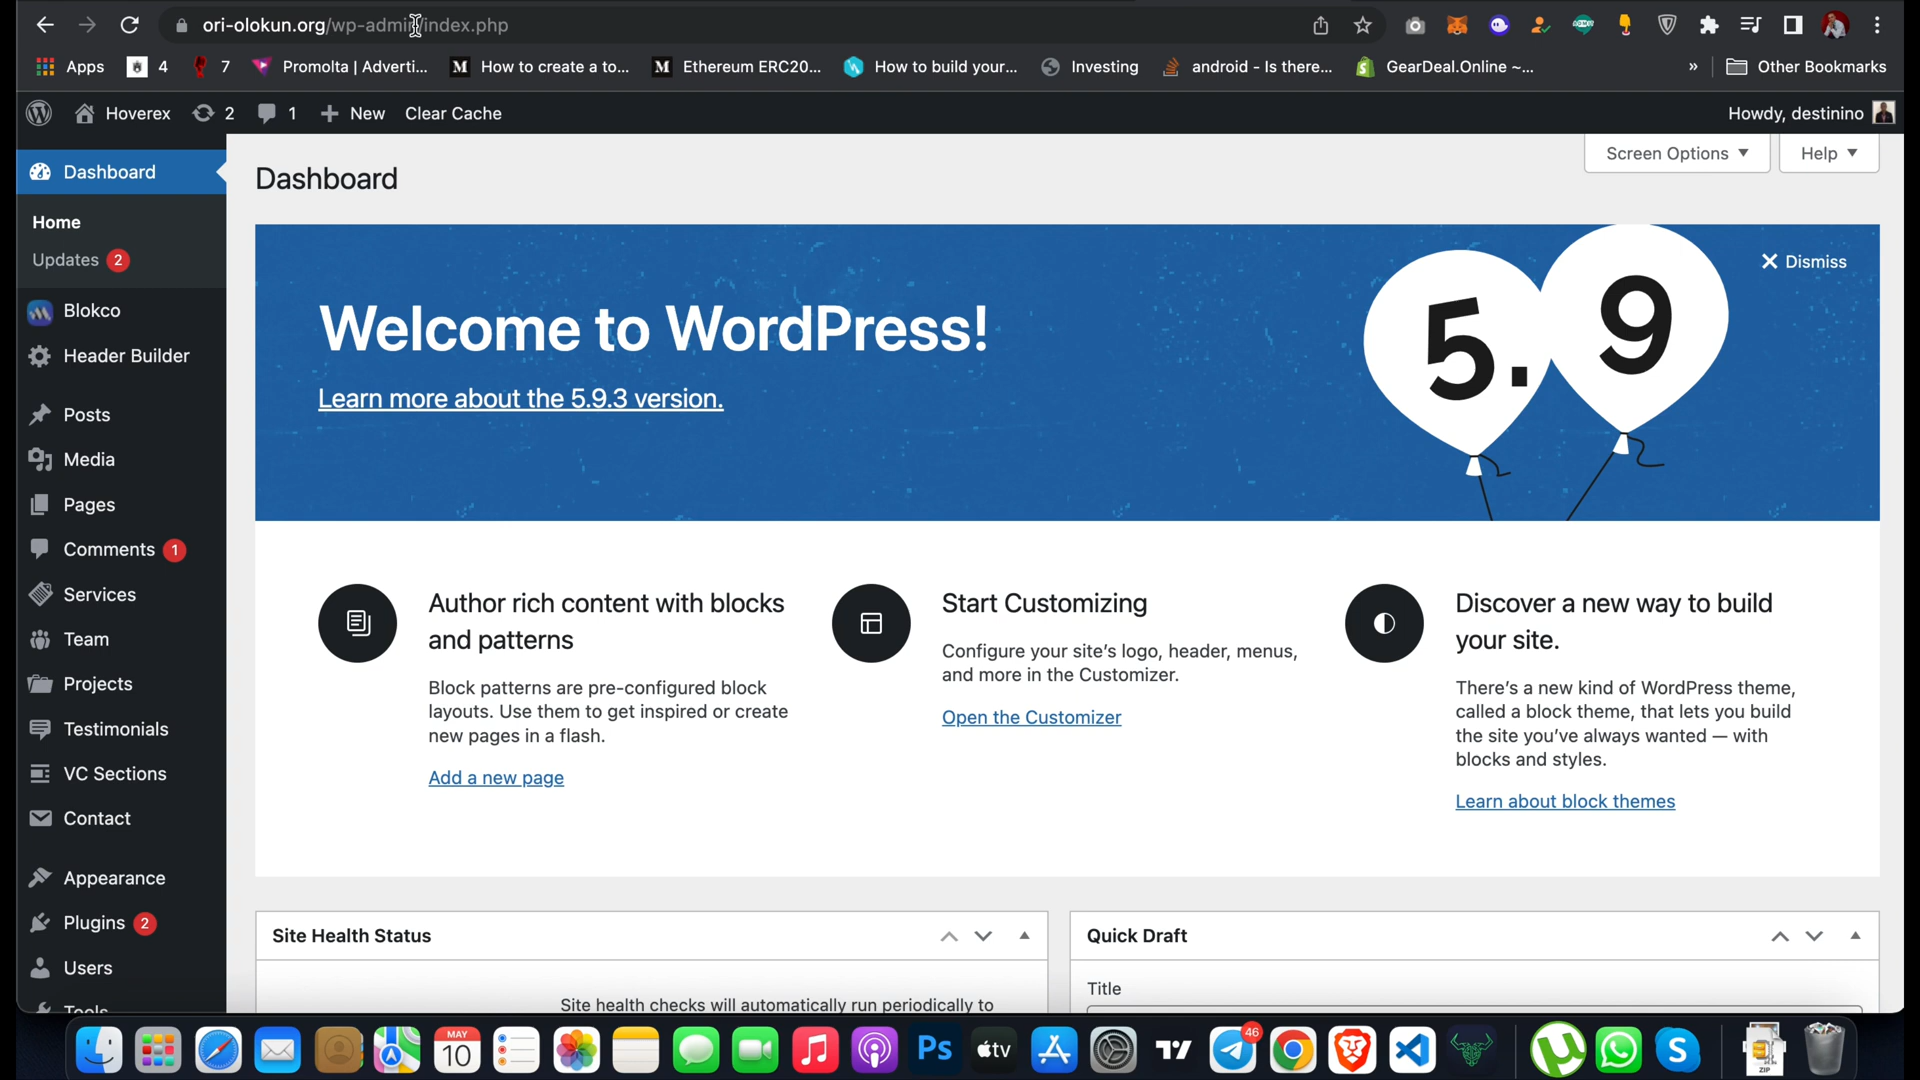 ori-olokun.org/wp-admin/index.php
Apps 4 7 Promolta | Adverti... How to create a to... Ethereum ERC20... How to build your... Investing android - Is there... GearDeal.Online ~... » Other Bookmarks
Hoverex 2 1 New Clear Cache Howdy, destinino
Dashboard
Home
Updates 2
Blokco
Header Builder
Posts
Media
Pages
Comments 1
Services
Team
Projects
Testimonials
VC Sections
Contact
Appearance
Plugins 2
Users
Tools
Screen Options Help
Dashboard
Dismiss
Welcome to WordPress!
Learn more about the 5.9.3 version.
5.9
Author rich content with blocks
and patterns
Block patterns are pre-configured block
layouts. Use them to get inspired or create
new pages in a flash.
Add a new page
Start Customizing
Configure your site's logo, header, menus,
and more in the Customizer.
Open the Customizer
Discover a new way to build
your site.
There's a new kind of WordPress theme,
called a block theme, that lets you build
the site you've always wanted — with
blocks and styles.
Learn about block themes
Site Health Status
Site health checks will automatically run periodically to
Quick Draft
Title
MAY
10
Ps
tv
46
ZIP